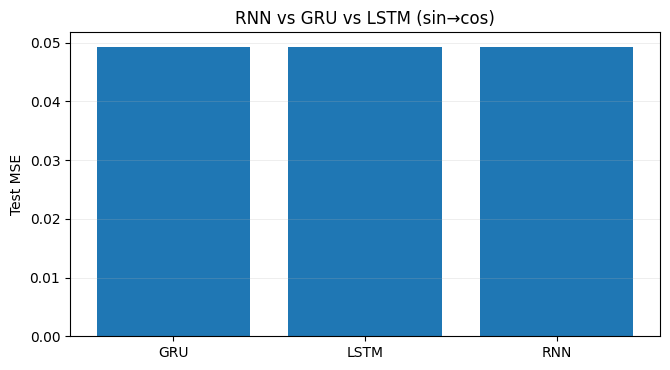 RNN vs GRU vs LSTM (sin→cos)
0.05
0.04
0.03
0.02
0.01
0.00
Test MSE
GRU LSTM RNN